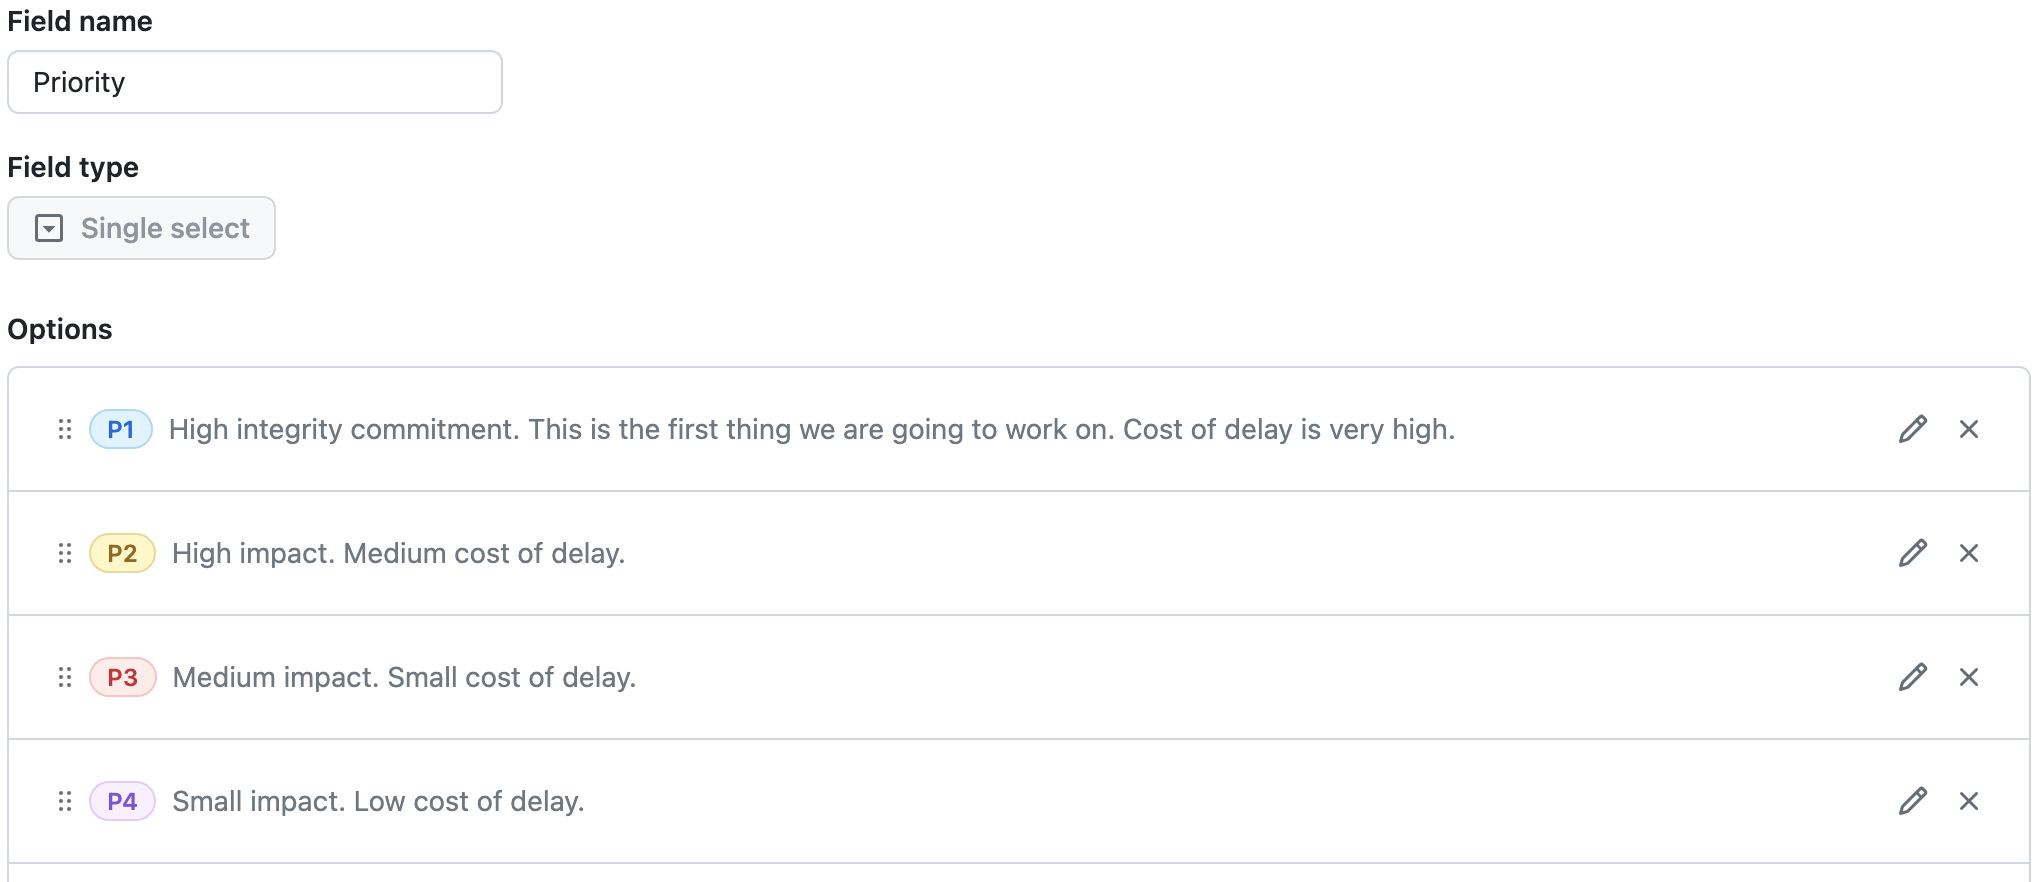 Field name
Priority
Field type
Single select
Options
P1 High integrity commitment. This is the first thing we are going to work on. Cost of delay is very high.
P2 High impact. Medium cost of delay.
P3 Medium impact. Small cost of delay.
P4 Small impact. Low cost of delay.